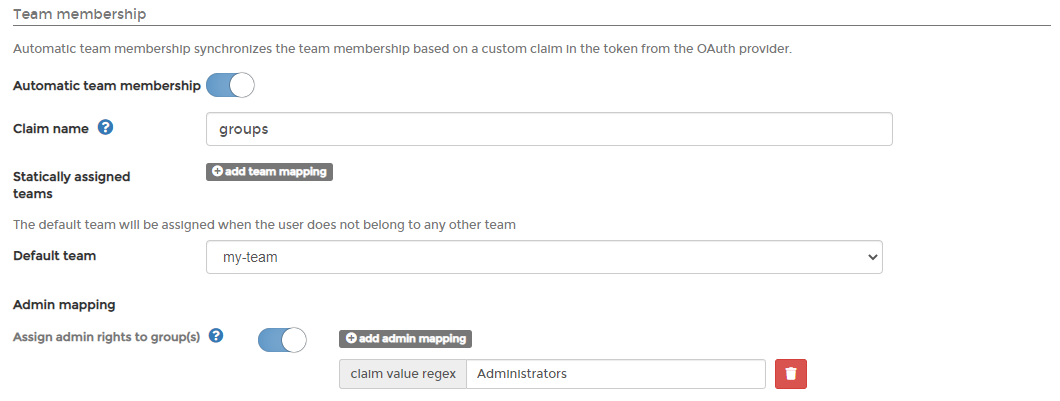 Team membership
Automatic team membership synchronizes the team membership based on a custom claim in the token from the OAuth provider.
Automatic team membership
Claim name ?
groups
Statically assigned
teams
add team mapping
The default team will be assigned when the user does not belong to any other team
Default team
my-team
Admin mapping
Assign admin rights to group(s) ?
add admin mapping
claim value regex
Administrators